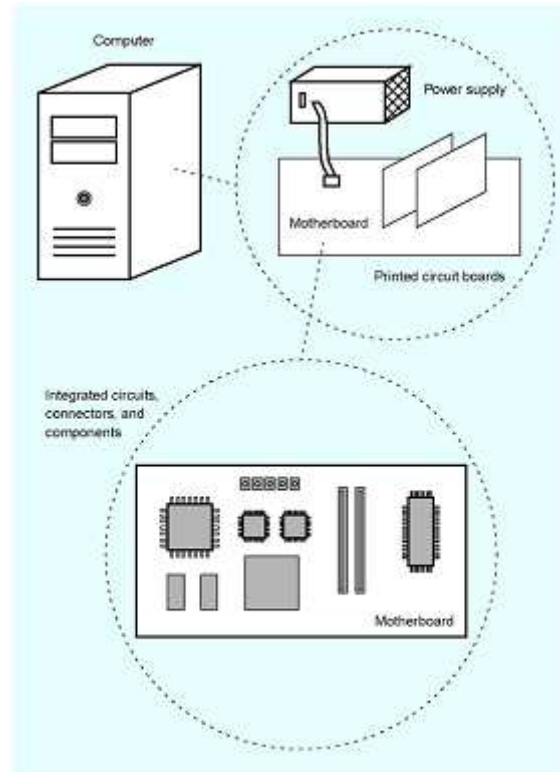 Computer
Power supply
Motherboard
Printed circuit boards
Integrated circuits,
connectors, and
components
Motherboard